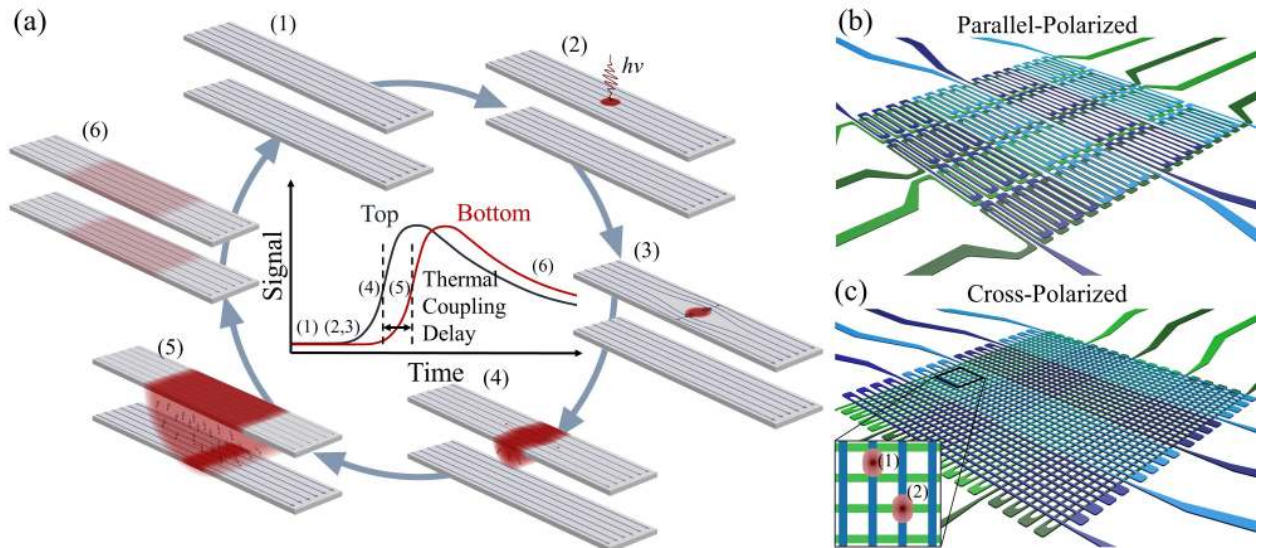 (a)
(1)
(2)
hν
(6)
Top
Bottom
(3)
Signal
(4)
(5)
Thermal
Coupling
Delay
(6)
(1)
(2,3)
Time
(5)
(4)
(b)
Parallel-Polarized
(c)
Cross-Polarized
(1)
(2)